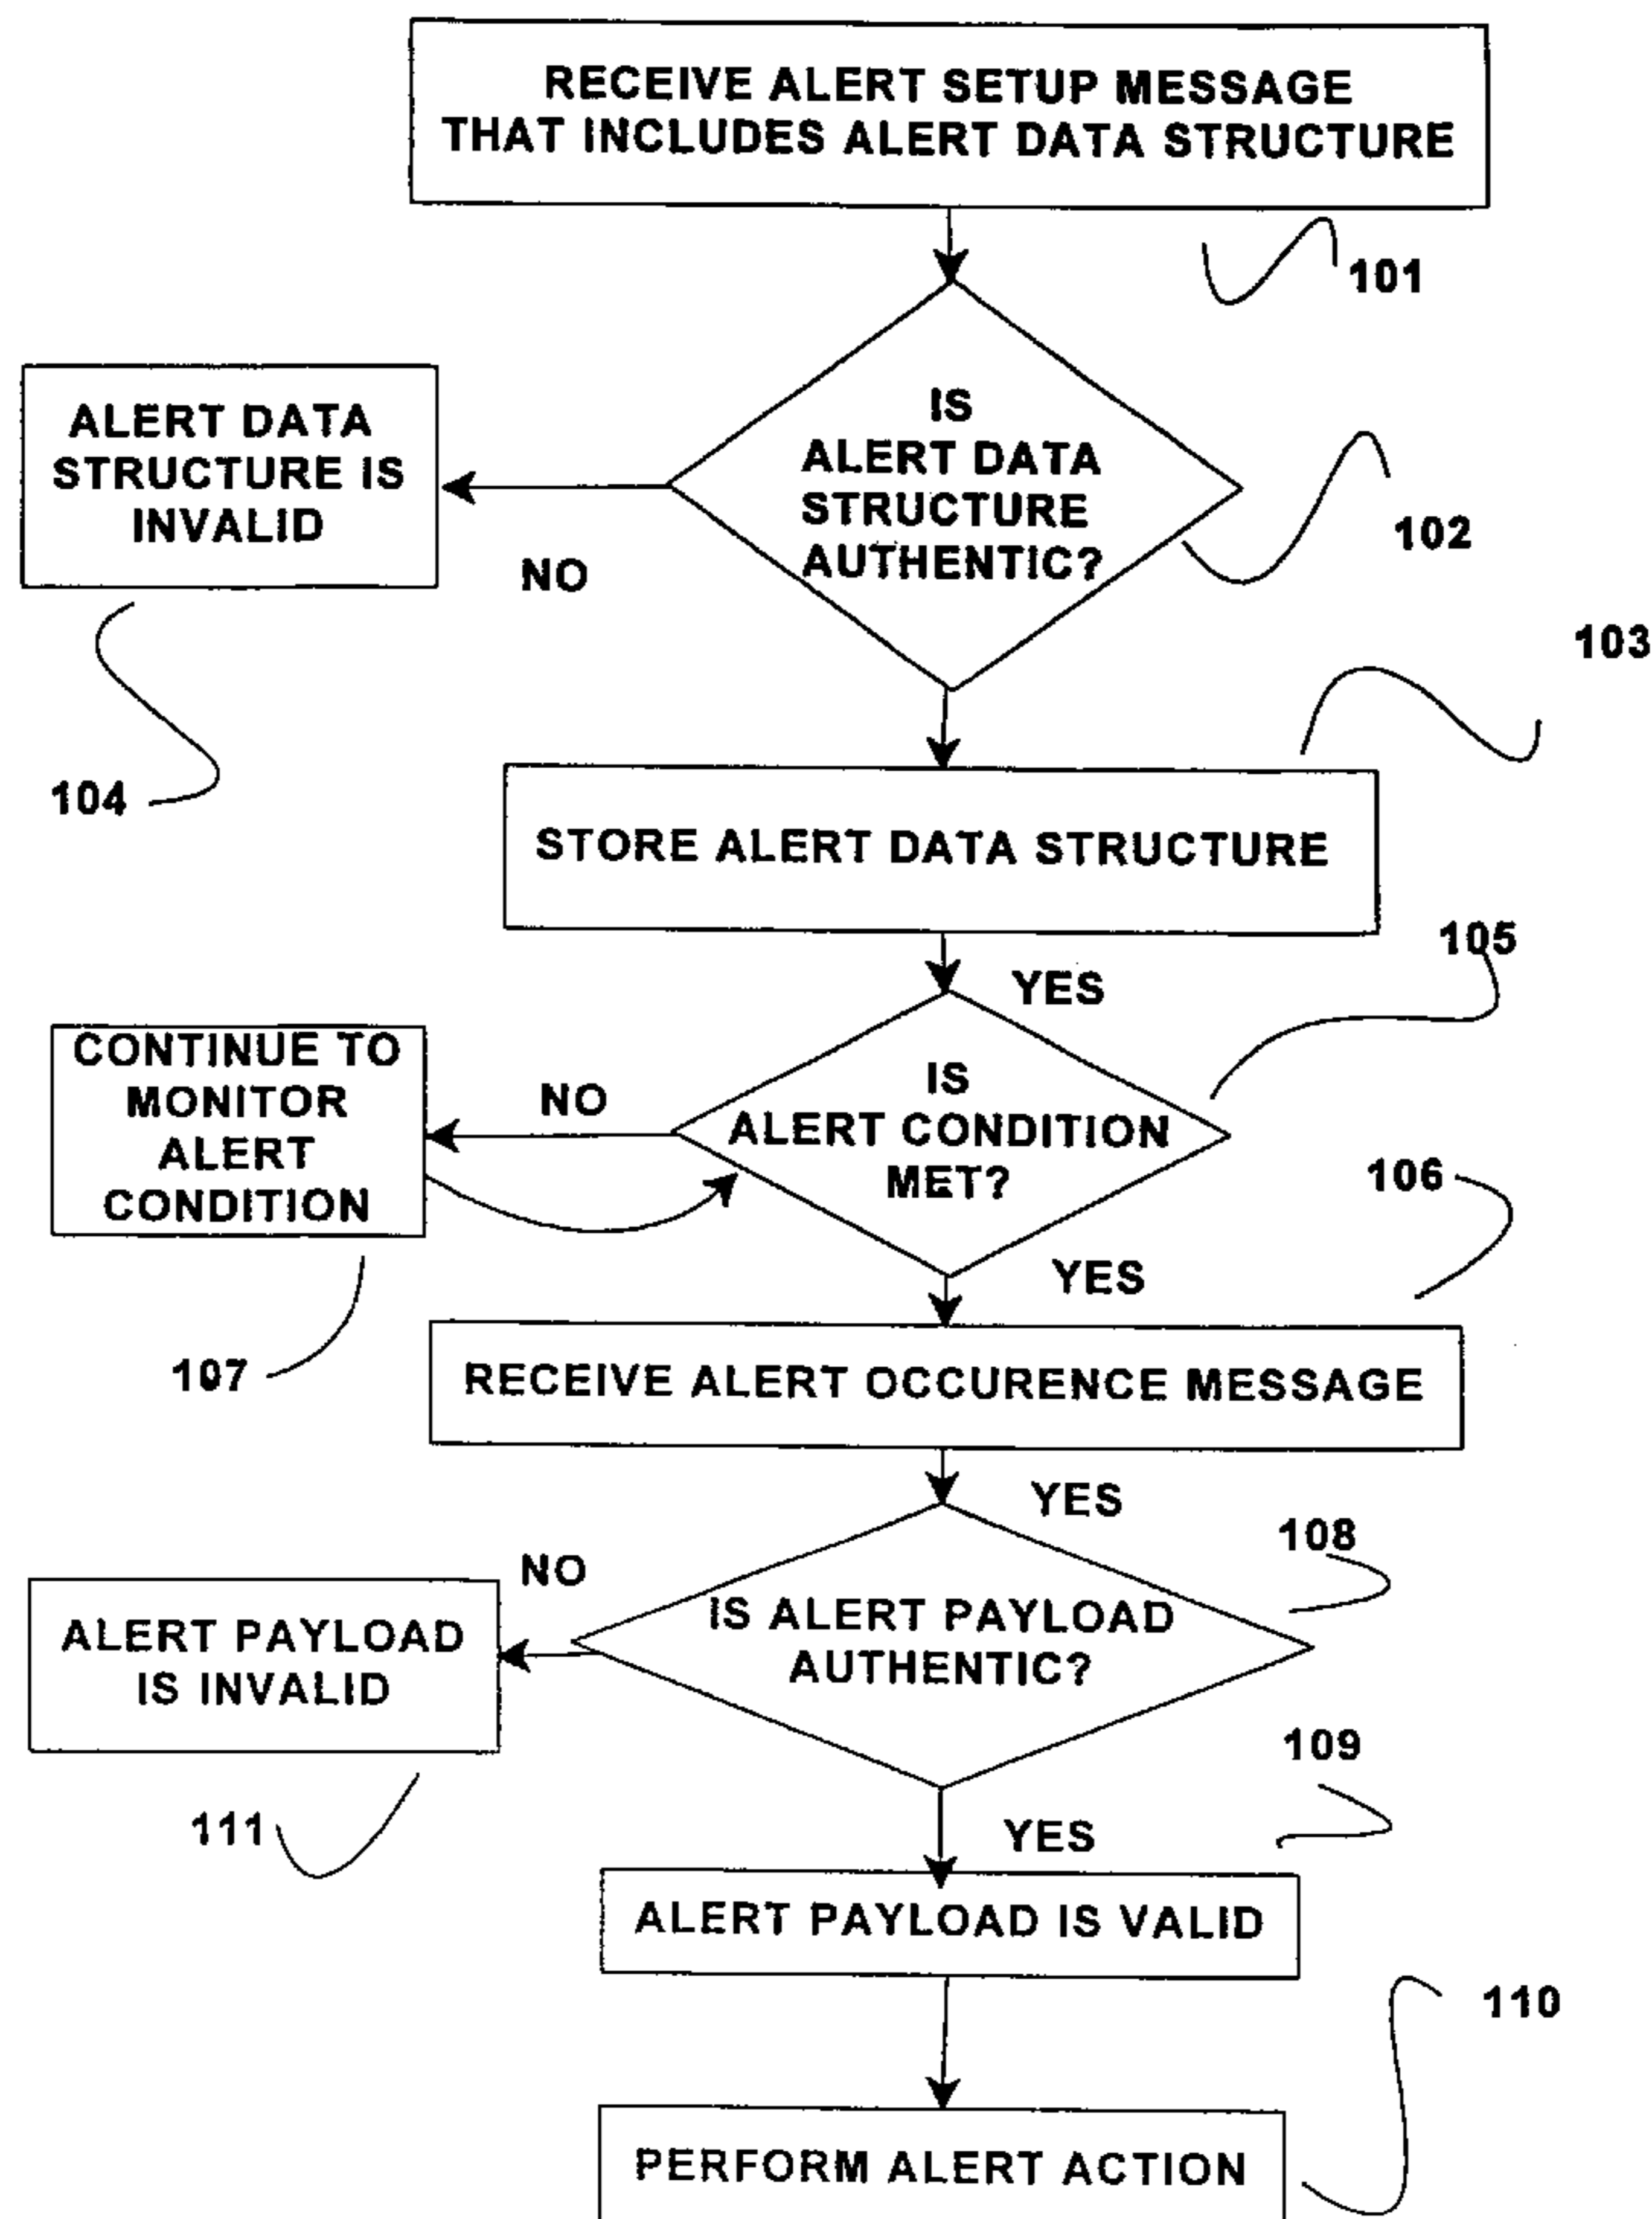 RECEIVE ALERT SETUP MESSAGE
THAT INCLUDES ALERT DATA STRUCTURE
101
IS
ALERT DATA
STRUCTURE
AUTHENTIC?
102
ALERT DATA
STRUCTURE IS
INVALID
NO
104
103
STORE ALERT DATA STRUCTURE
YES
105
IS
ALERT CONDITION
MET?
NO
CONTINUE TO
MONITOR
ALERT
CONDITION
107
YES
106
RECEIVE ALERT OCCURENCE MESSAGE
YES
108
IS ALERT PAYLOAD
AUTHENTIC?
NO
ALERT PAYLOAD
IS INVALID
111
YES
109
ALERT PAYLOAD IS VALID
110
PERFORM ALERT ACTION